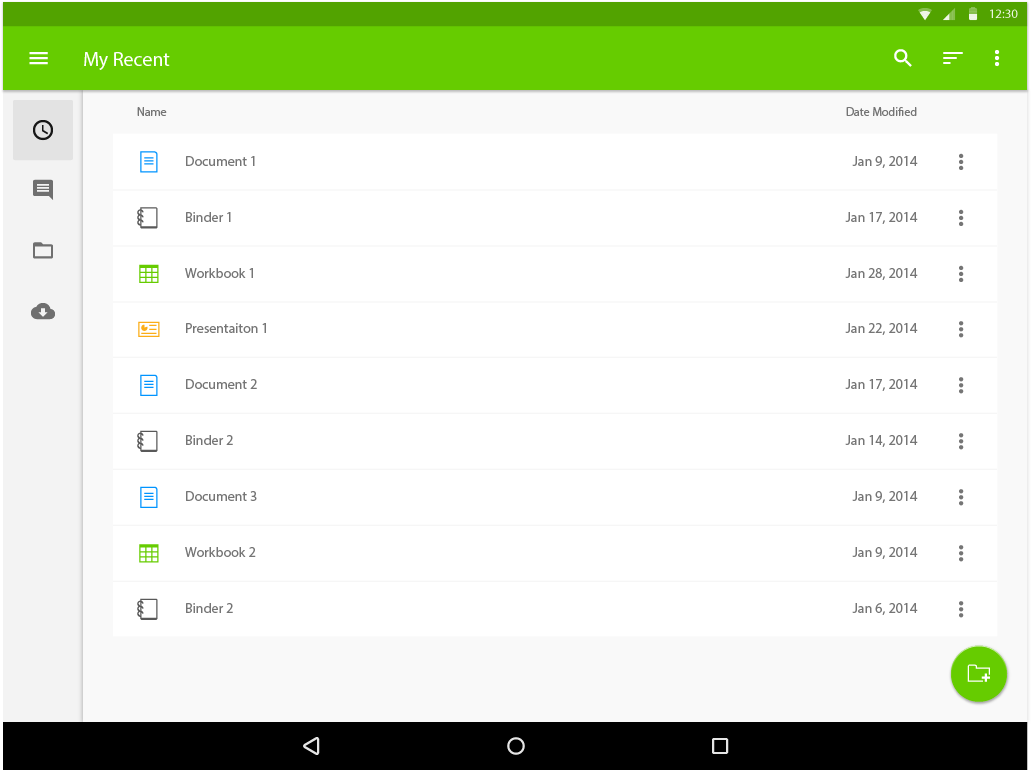 12:30
My Recent
Name Date Modified
Document 1 Jan 9, 2014
Binder 1 Jan 17, 2014
Workbook 1 Jan 28, 2014
Presentaiton 1 Jan 22, 2014
Document 2 Jan 17, 2014
Binder 2 Jan 14, 2014
Document 3 Jan 9, 2014
Workbook 2 Jan 9, 2014
Binder 2 Jan 6, 2014